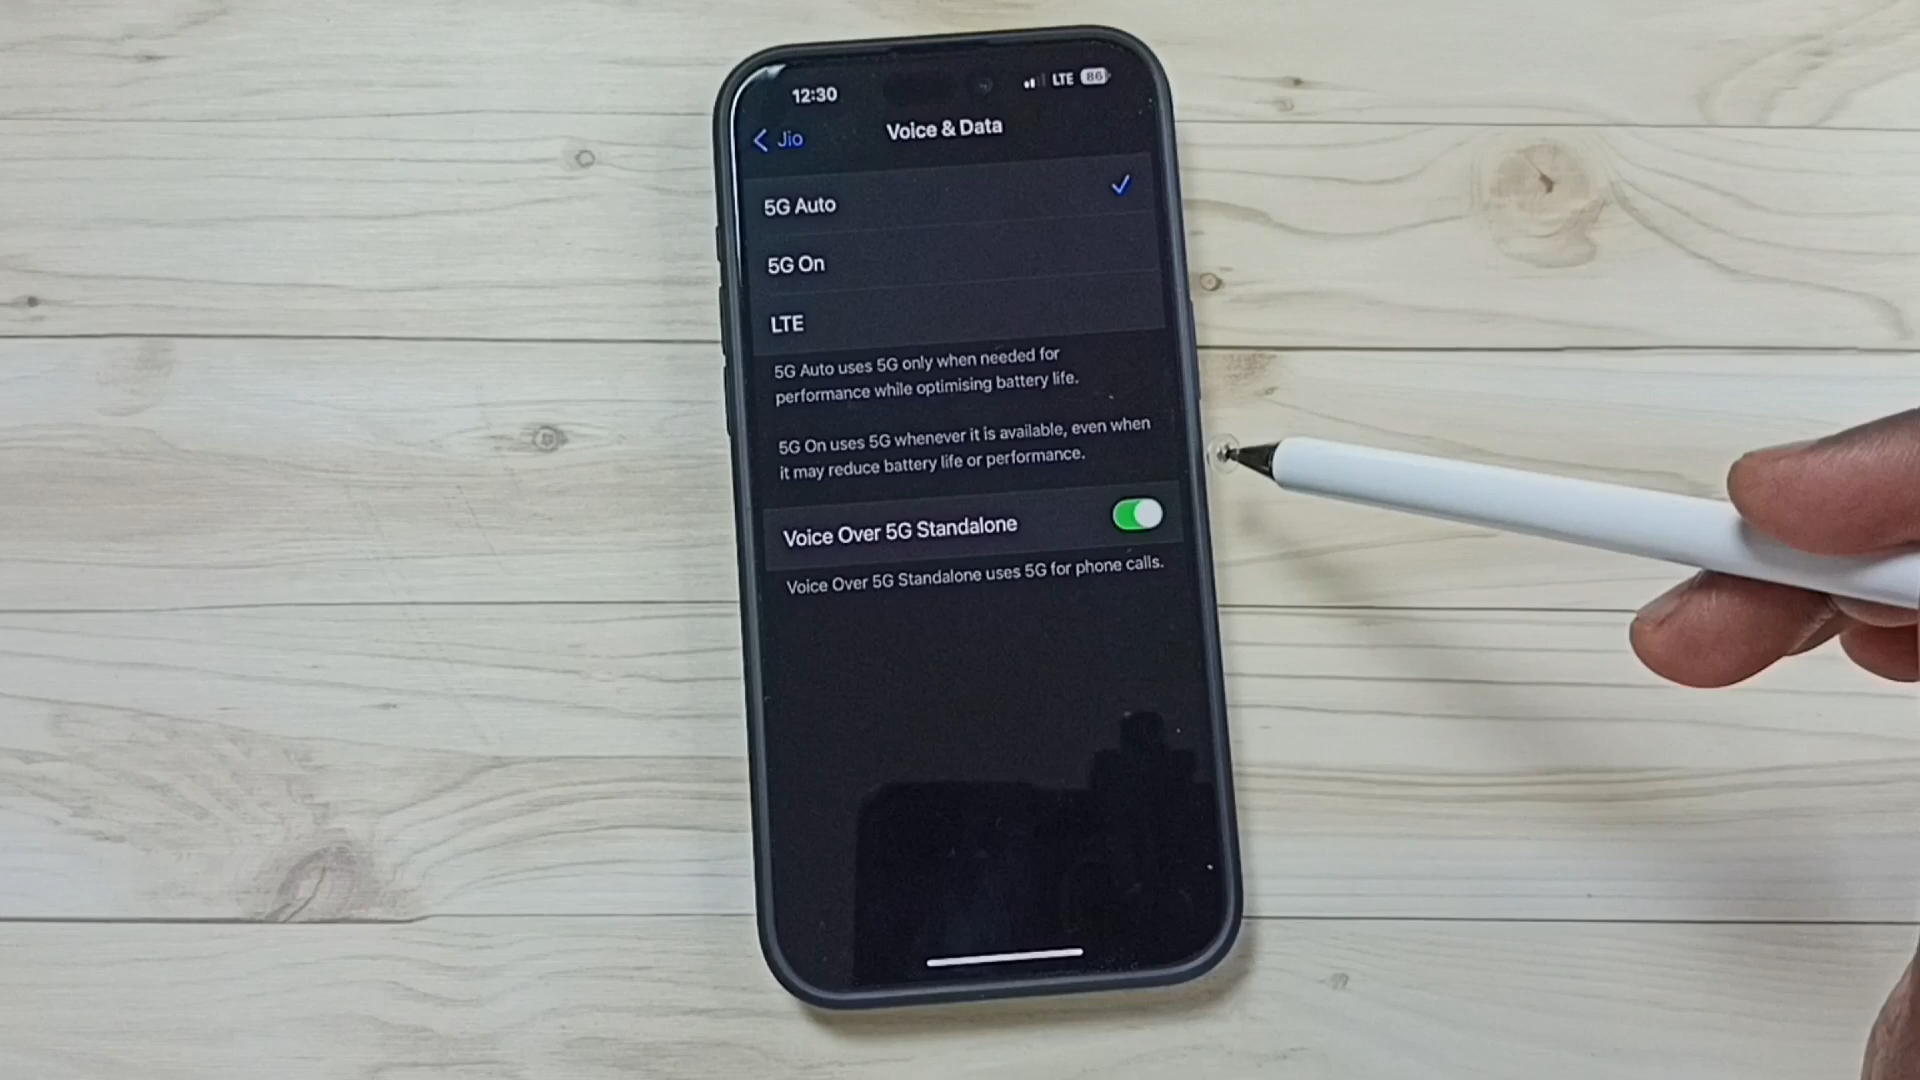 12:30
LTE 86
Jio
Voice & Data
5G Auto
5G On
LTE
5G Auto uses 5G only when needed for
performance while optimising battery life.
5G On uses 5G whenever it is available, even when
it may reduce battery life or performance.
Voice Over 5G Standalone
Voice Over 5G Standalone uses 5G for phone calls.